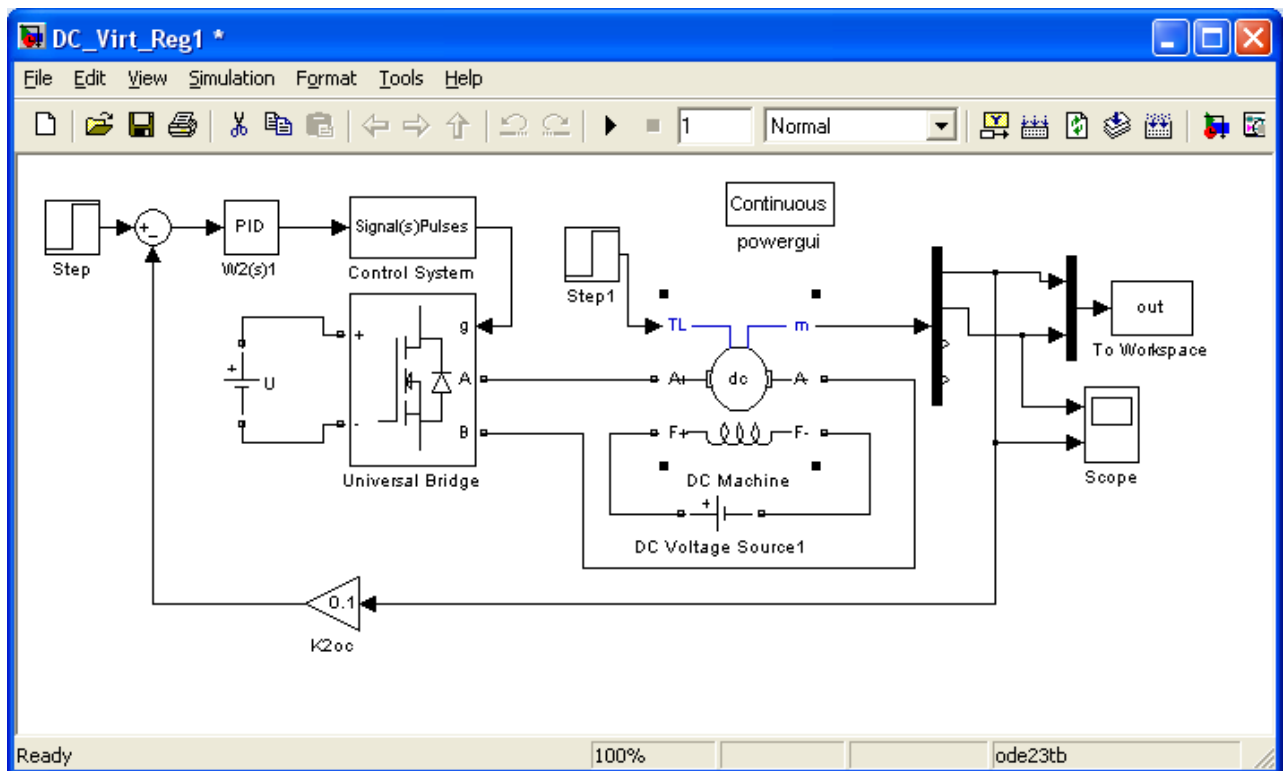 DC_Virt_Reg1 *
File Edit View Simulation Format Tools Help
1 Normal
Step
+
-
PID
W2(s)1
Signal(s)Pulses
Control System
Step1
Continuous
powergui
+
U
+
-
g
A
B
Universal Bridge
TL
m
A+
dc
A-
F+
F-
DC Machine
+
DC Voltage Source1
out
To Workspace
Scope
0.1
K2oc
Ready 100% ode23tb